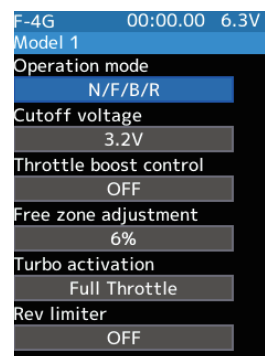 F-4G 00:00.00 6.3V
Model 1
Operation mode
N/F/B/R
Cutoff voltage
3.2V
Throttle boost control
OFF
Free zone adjustment
6%
Turbo activation
Full Throttle
Rev limiter
OFF